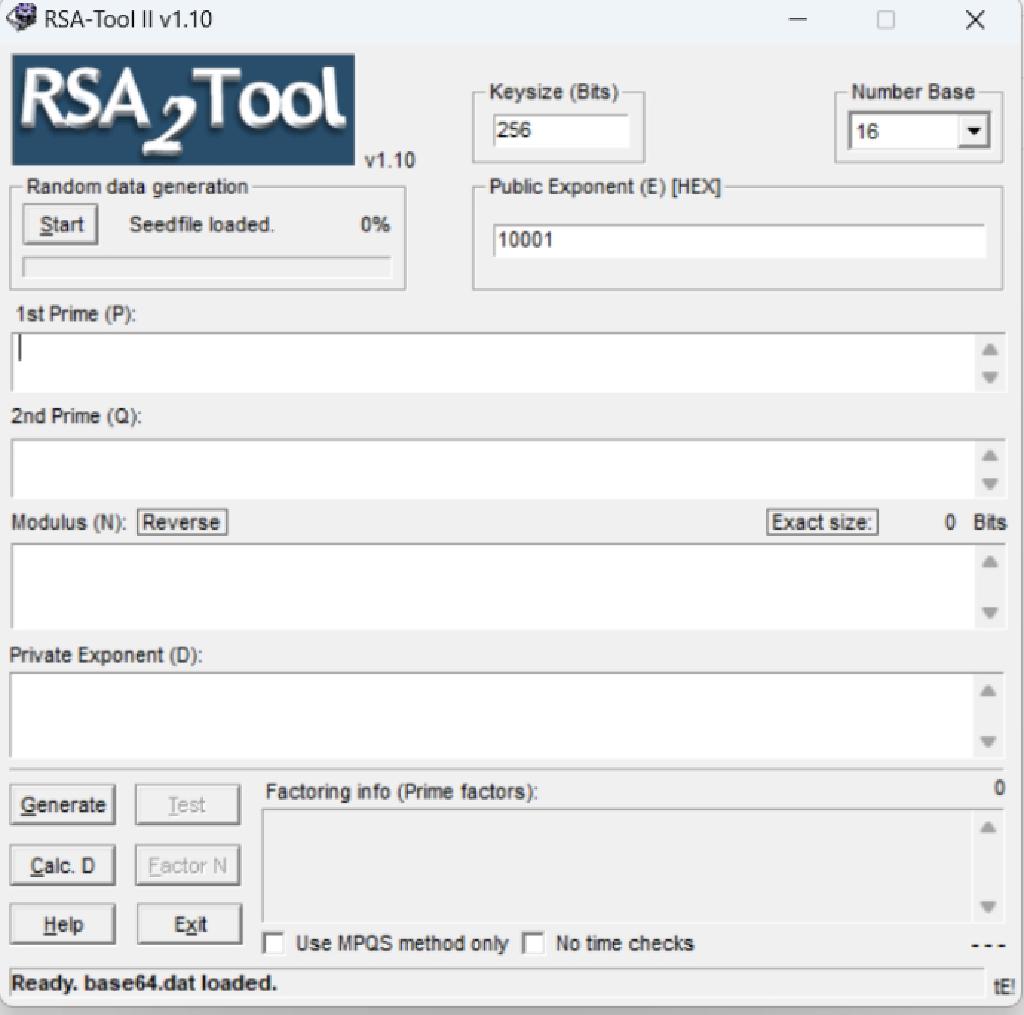 RSA-Tool II v1.10
RSA2Tool
v1.10
Keysize (Bits)
256
Number Base
16
Random data generation
Start Seedfile loaded. 0%
Public Exponent (E) [HEX]
10001
1st Prime (P):
2nd Prime (Q):
Modulus (N): Reverse Exact size: 0 Bits
Private Exponent (D):
Generate Test Factoring info (Prime factors): 0
Calc. D Factor N
Help Exit
Use MPQS method only No time checks ---
Ready. base64.dat loaded. tE!